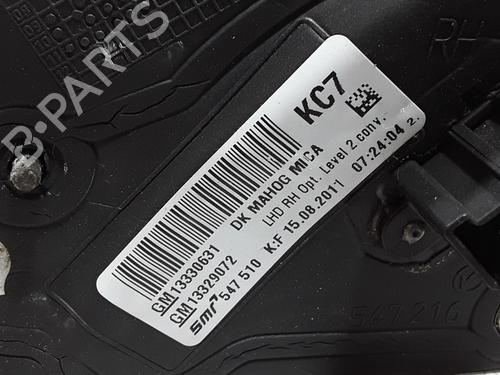 B-PARTS
RH
KC7
DK MAHOG MICA
LHD RH Opt. Level 2 conv.
GM 13330631
GM 13329072
smr 547 510 K:F 15.08.2011 07:24:04 2.
547 216